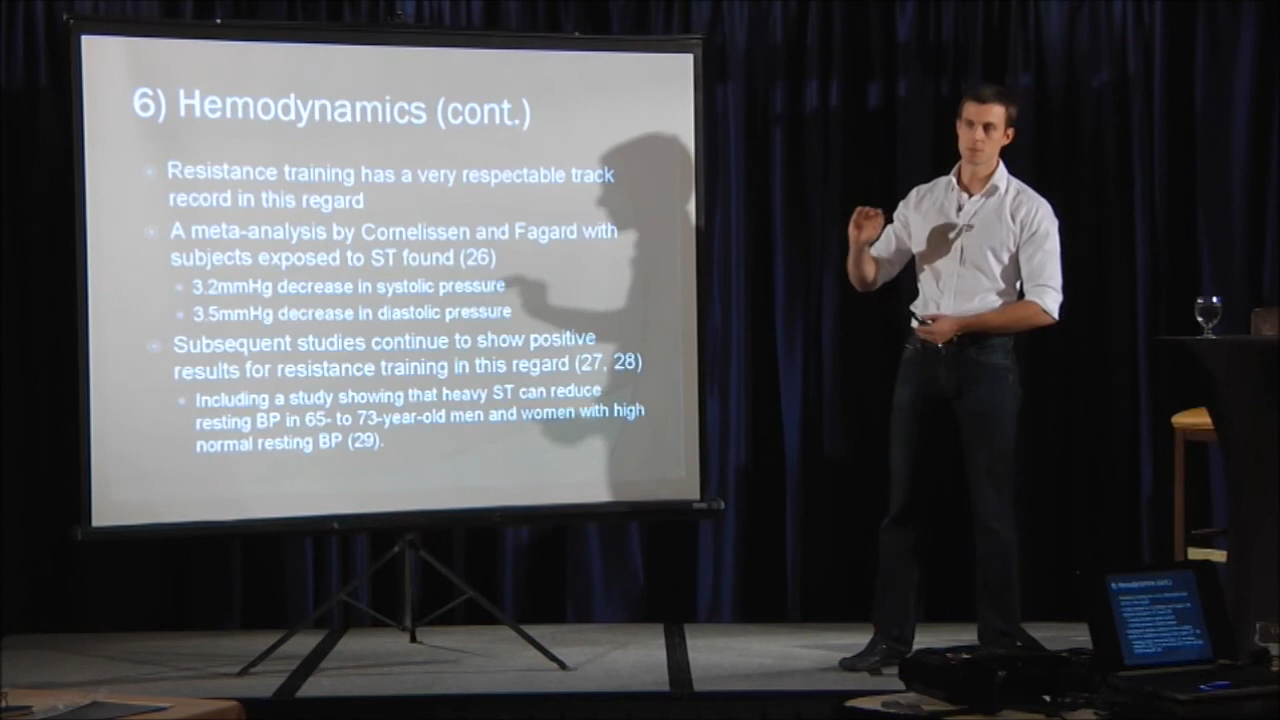 6) Hemodynamics (cont.)
Resistance training has a very respectable track
record in this regard
A meta-analysis by Cornelissen and Fagard with
subjects exposed to ST found (26)
3.2mmHg decrease in systolic pressure
3.5mmHg decrease in diastolic pressure
Subsequent studies continue to show positive
results for resistance training in this regard (27, 28)
Including a study showing that heavy ST can reduce
resting BP in 65- to 73-year-old men and women with high
normal resting BP (29).